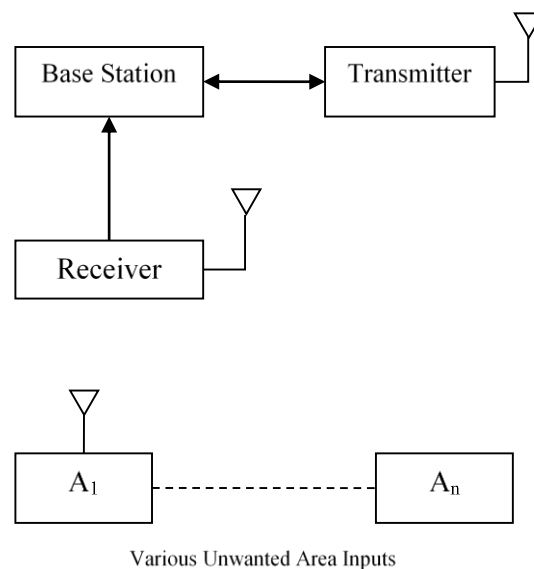 Base Station
Transmitter
Receiver
A₁
Aₙ
Various Unwanted Area Inputs